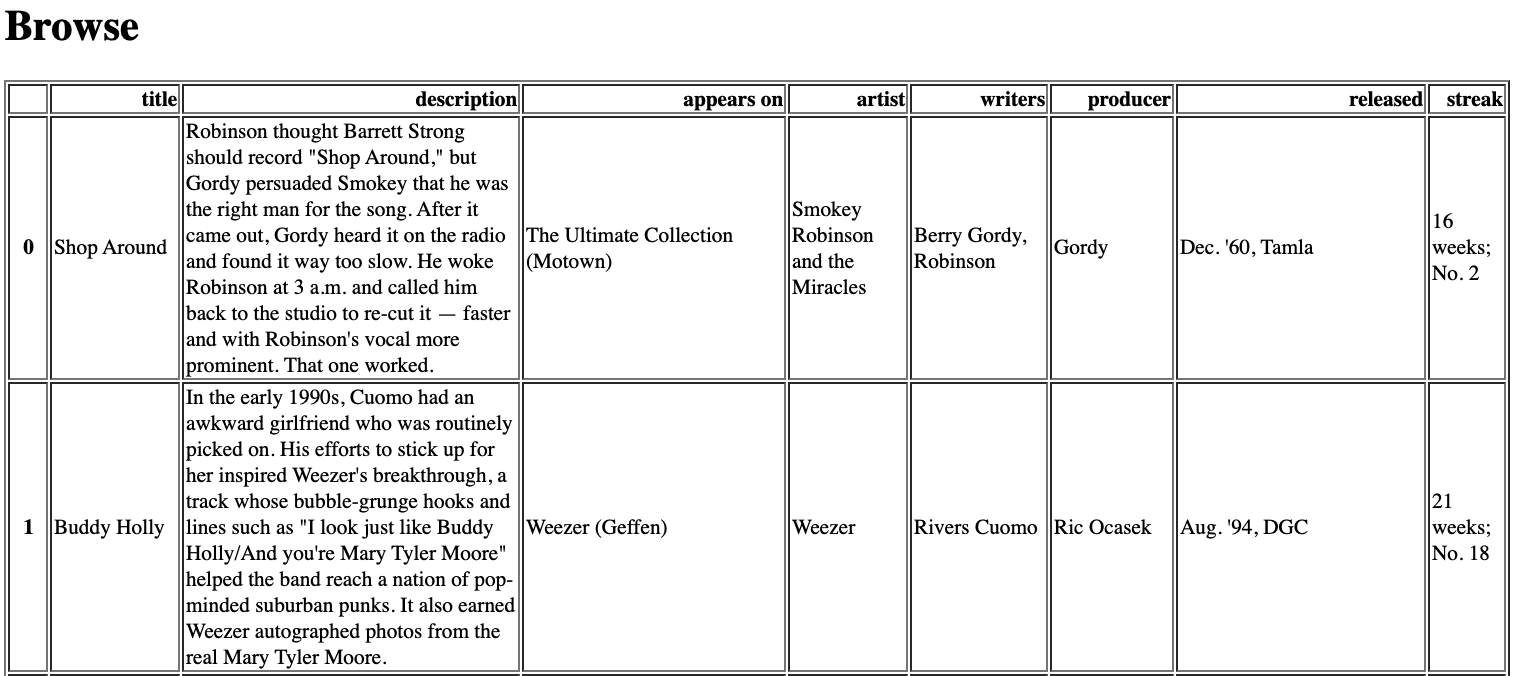 Browse
title description appears on artist writers producer released streak
0
Shop Around
Robinson thought Barrett Strong
should record "Shop Around," but
Gordy persuaded Smokey that he was
the right man for the song. After it
came out, Gordy heard it on the radio
and found it way too slow. He woke
Robinson at 3 a.m. and called him
back to the studio to re-cut it — faster
and with Robinson's vocal more
prominent. That one worked.
The Ultimate Collection
(Motown)
Smokey
Robinson
and the
Miracles
Berry Gordy,
Robinson
Gordy
Dec. '60, Tamla
16
weeks;
No. 2
1
Buddy Holly
In the early 1990s, Cuomo had an
awkward girlfriend who was routinely
picked on. His efforts to stick up for
her inspired Weezer's breakthrough, a
track whose bubble-grunge hooks and
lines such as "I look just like Buddy
Holly/And you're Mary Tyler Moore"
helped the band reach a nation of pop-
minded suburban punks. It also earned
Weezer autographed photos from the
real Mary Tyler Moore.
Weezer (Geffen)
Weezer
Rivers Cuomo
Ric Ocasek
Aug. '94, DGC
21
weeks;
No. 18